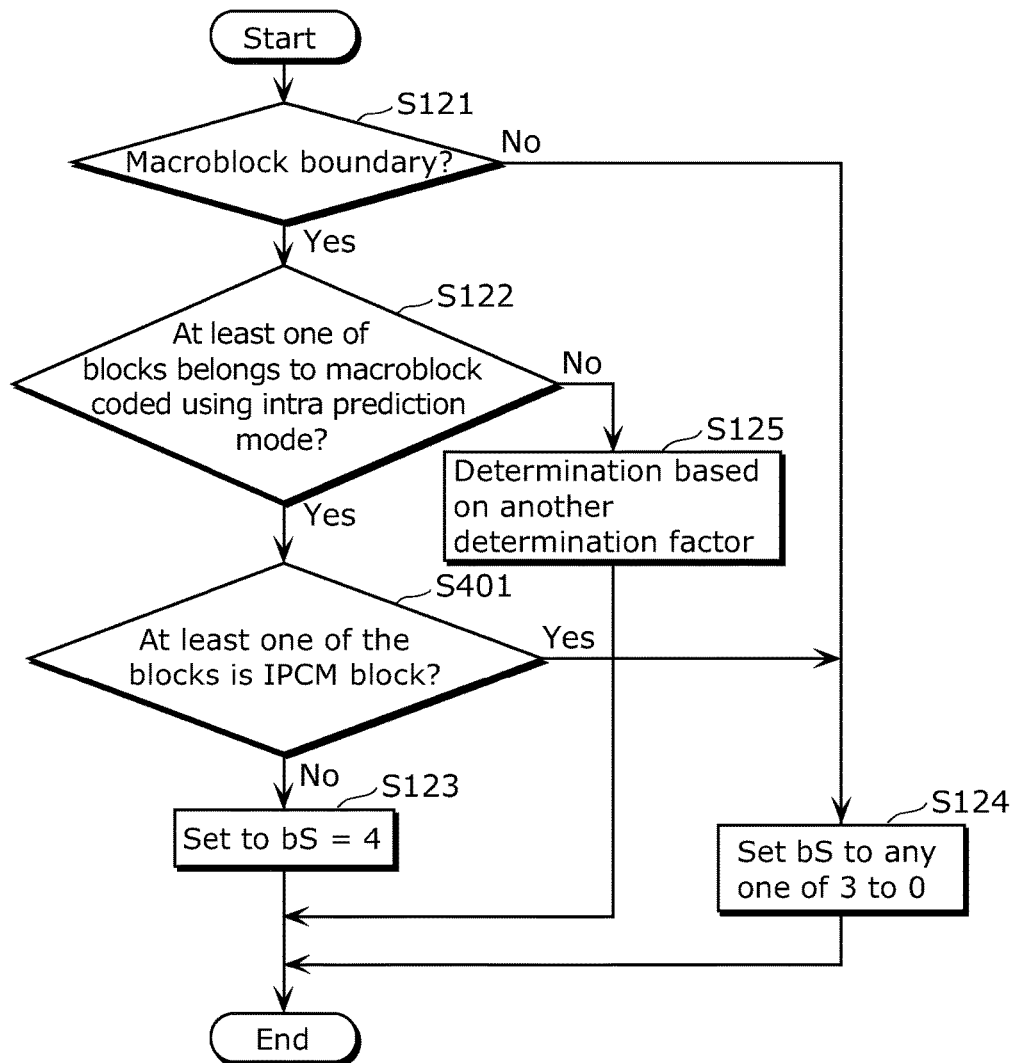 Start
S121
Macroblock boundary?
No
Yes
S122
At least one of
blocks belongs to macroblock
coded using intra prediction
mode?
No
S125
Determination based
on another
determination factor
Yes
S401
At least one of the
blocks is IPCM block?
Yes
No
S123
Set to bS = 4
S124
Set bS to any
one of 3 to 0
End